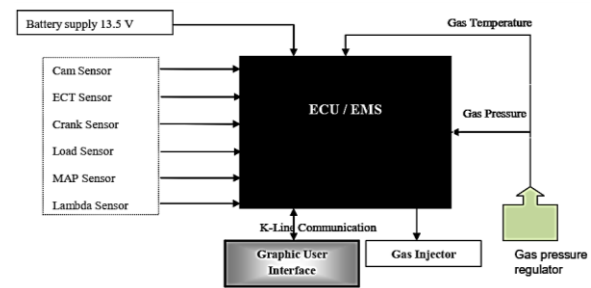 Battery supply 13.5 V
Gas Temperature
Cam Sensor
ECT Sensor
Crank Sensor
Load Sensor
MAP Sensor
Lambda Sensor
ECU / EMS
Gas Pressure
K-Line Communication
Graphic User
Interface
Gas Injector
Gas pressure
regulator